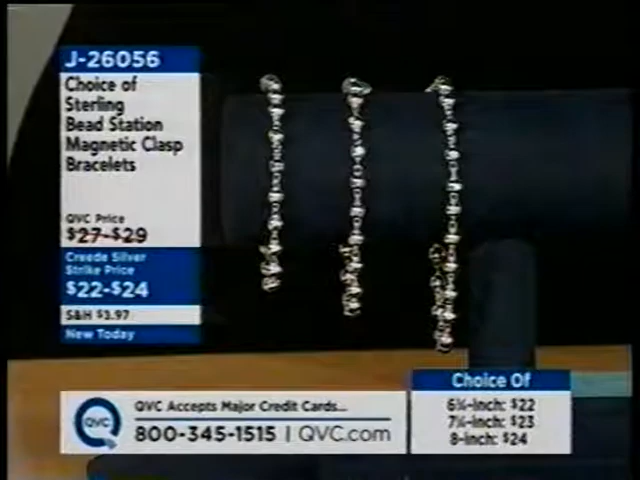 J-26056
Choice of
Sterling
Bead Station
Magnetic Clasp
Bracelets
QVC Price
$27-$29
Creede Silver
Strike Price
$22-$24
S&H $3.97
New Today
Choice Of
6¾-inch: $22
7¼-inch: $23
8-inch: $24
QVC
QVC Accepts Major Credit Cards...
800-345-1515 | QVC.com